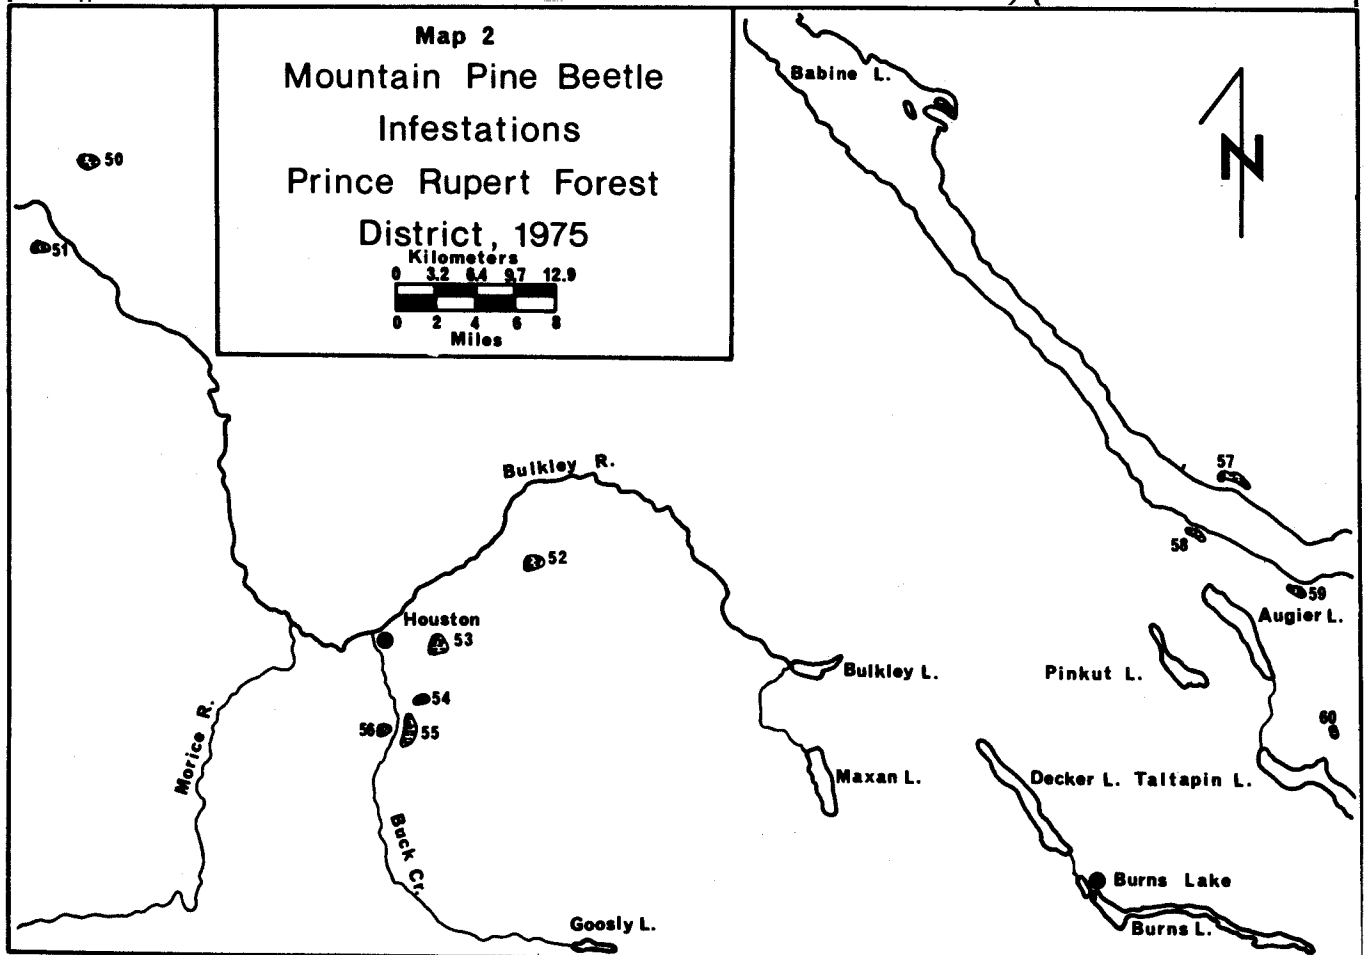 Map 2
Mountain Pine Beetle
Infestations
Prince Rupert Forest
District, 1975
Kilometers
0 3.2 6.4 9.7 12.9
0 2 4 6 8
Miles
Babine L.
N
50
51
Bulkley R.
57
52
58
59
Houston
Augier L.
53
Bulkley L.
Pinkut L.
54
Morice R.
56
55
60
Maxan L.
Decker L.
Taltapin L.
Buck Cr.
Burns Lake
Goosly L.
Burns L.